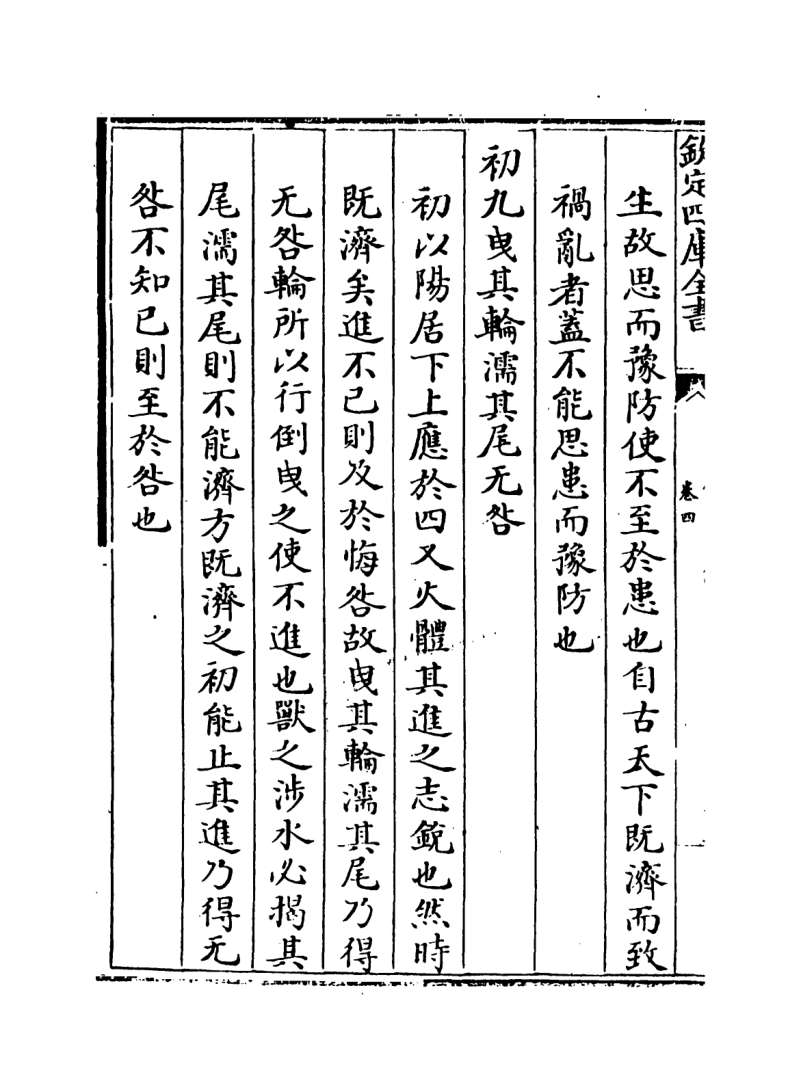 欽定四庫全書
卷四
生故思而豫防使不至於患也自古天下既濟而致
禍亂者蓋不能思患而豫防也
初九曳其輪濡其尾无咎
初以陽居下上應於四又火體其進之志銳也然時
既濟矣進不已則及於悔咎故曳其輪濡其尾乃得
无咎輪所以行倒曳之使不進也獸之涉水必揭其
尾濡其尾則不能濟方既濟之初能止其進乃得无
咎不知已則至於咎也